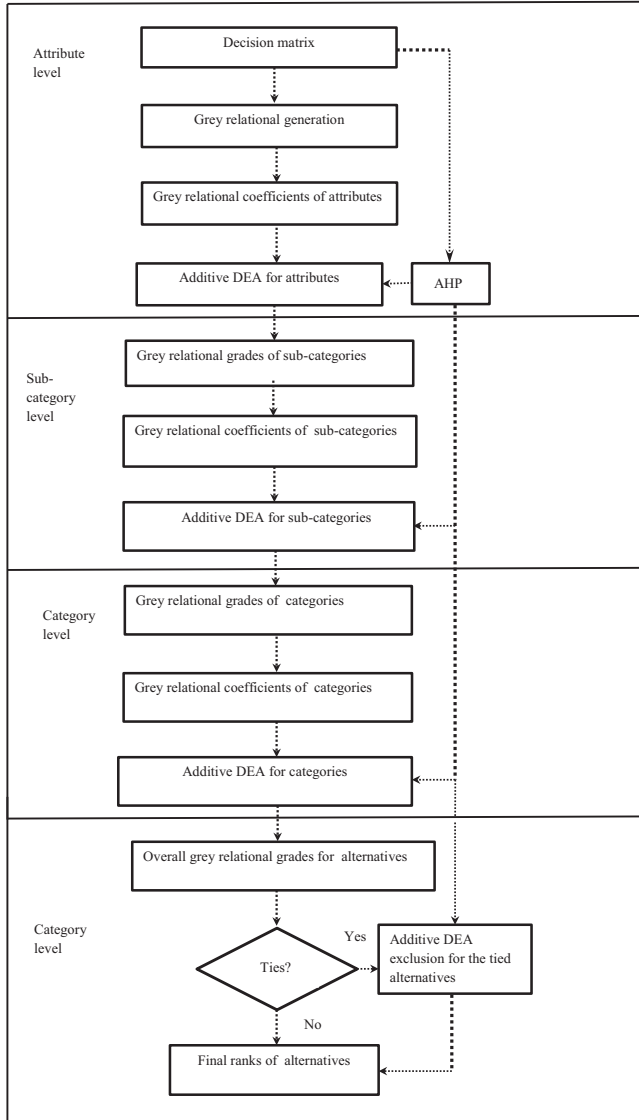 Attribute
level
Decision matrix
Grey relational generation
Grey relational coefficients of attributes
Additive DEA for attributes
AHP
Sub-
category
level
Grey relational grades of sub-categories
Grey relational coefficients of sub-categories
Additive DEA for sub-categories
Category
level
Grey relational grades of categories
Grey relational coefficients of categories
Additive DEA for categories
Category
level
Overall grey relational grades for alternatives
Ties?
Yes
Additive DEA
exclusion for the tied
alternatives
No
Final ranks of alternatives